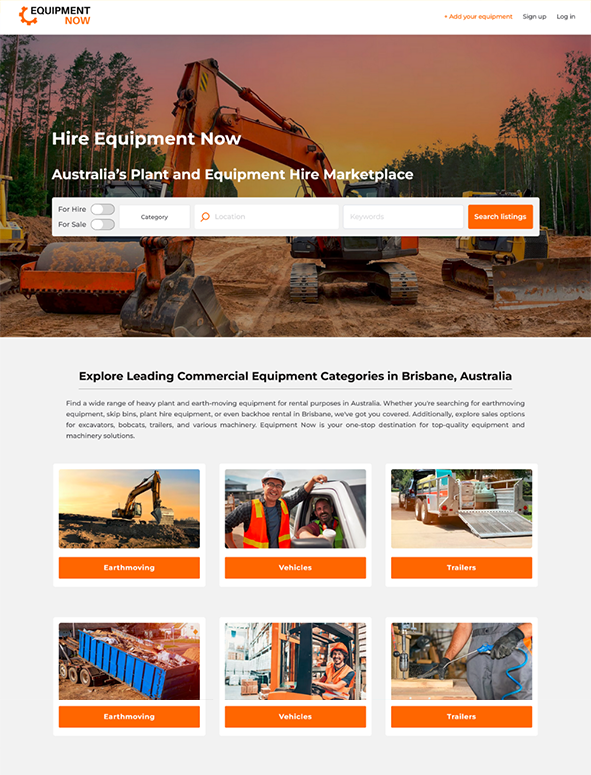 EQUIPMENT
NOW
+ Add your equipment
Sign up
Log in
Hire Equipment Now
Australia's Plant and Equipment Hire Marketplace
For Hire
For Sale
Category
Location
Keywords
Search listings
Explore Leading Commercial Equipment Categories in Brisbane, Australia
Find a wide range of heavy plant and earth-moving equipment for rental purposes in Australia. Whether you're searching for earthmoving
equipment, skip bins, plant hire equipment, or even backhoe rental in Brisbane, we've got you covered. Additionally, explore sales options
for excavators, bobcats, trailers, and various machinery. Equipment Now is your one-stop destination for top-quality equipment and
machinery solutions.
Earthmoving
Vehicles
Trailers
Earthmoving
Vehicles
Trailers